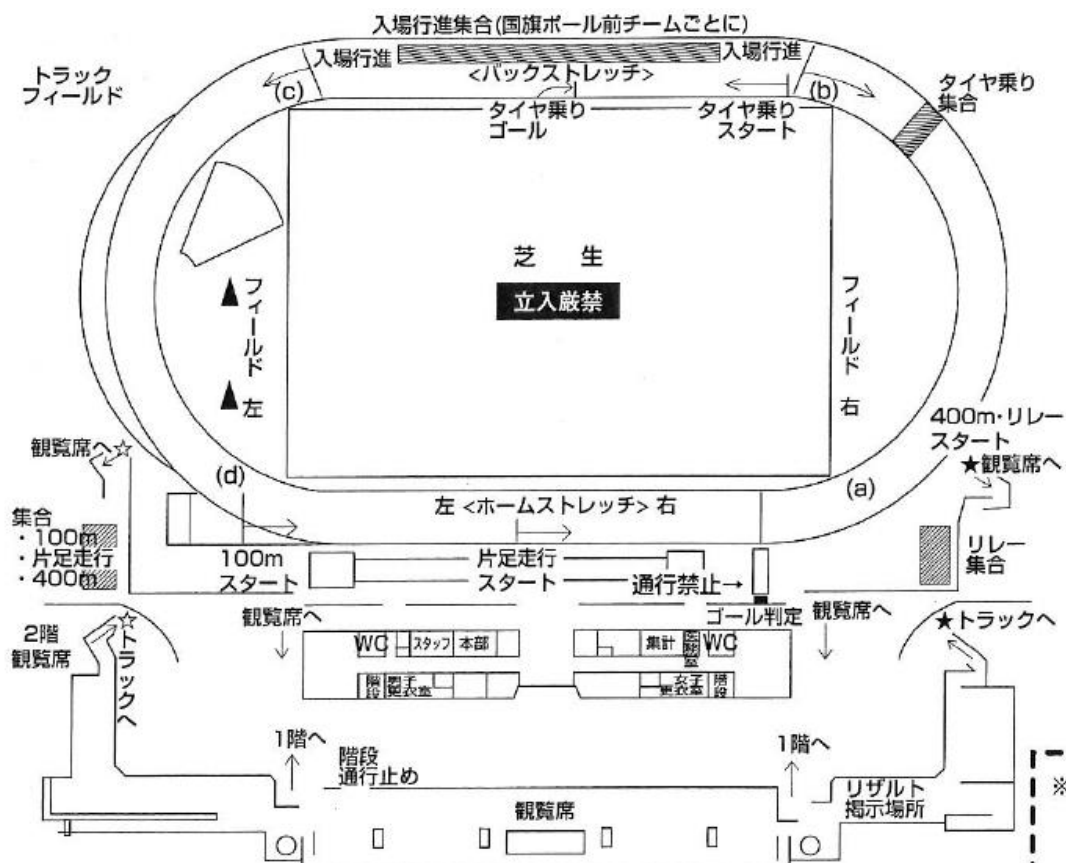 入場行進集合(国旗ポール前チームごとに)
入場行進
入場行進
<バックストレッチ>
トラック
フィールド
(c)
(b)
タイヤ乗り
集合
タイヤ乗り
ゴール
タイヤ乗り
スタート
芝 生
立入厳禁
フィールド 左
フィールド 右
400m・リレー
スタート
観覧席へ☆
★観覧席へ
(d)
(a)
左 <ホームストレッチ> 右
集合
・100m
・片足走行
・400m
100m
スタート
片足走行
スタート
通行禁止→
リレー
集合
ゴール判定
観覧席へ
観覧席へ
2階
観覧席
☆トラックへ
★トラックへ
WC
スタッフ
本部
集計
医務室
WC
階段
男子
更衣室
女子
更衣室
階段
1階へ
階段
通行止め
1階へ
リザルト
掲示場所
観覧席
※